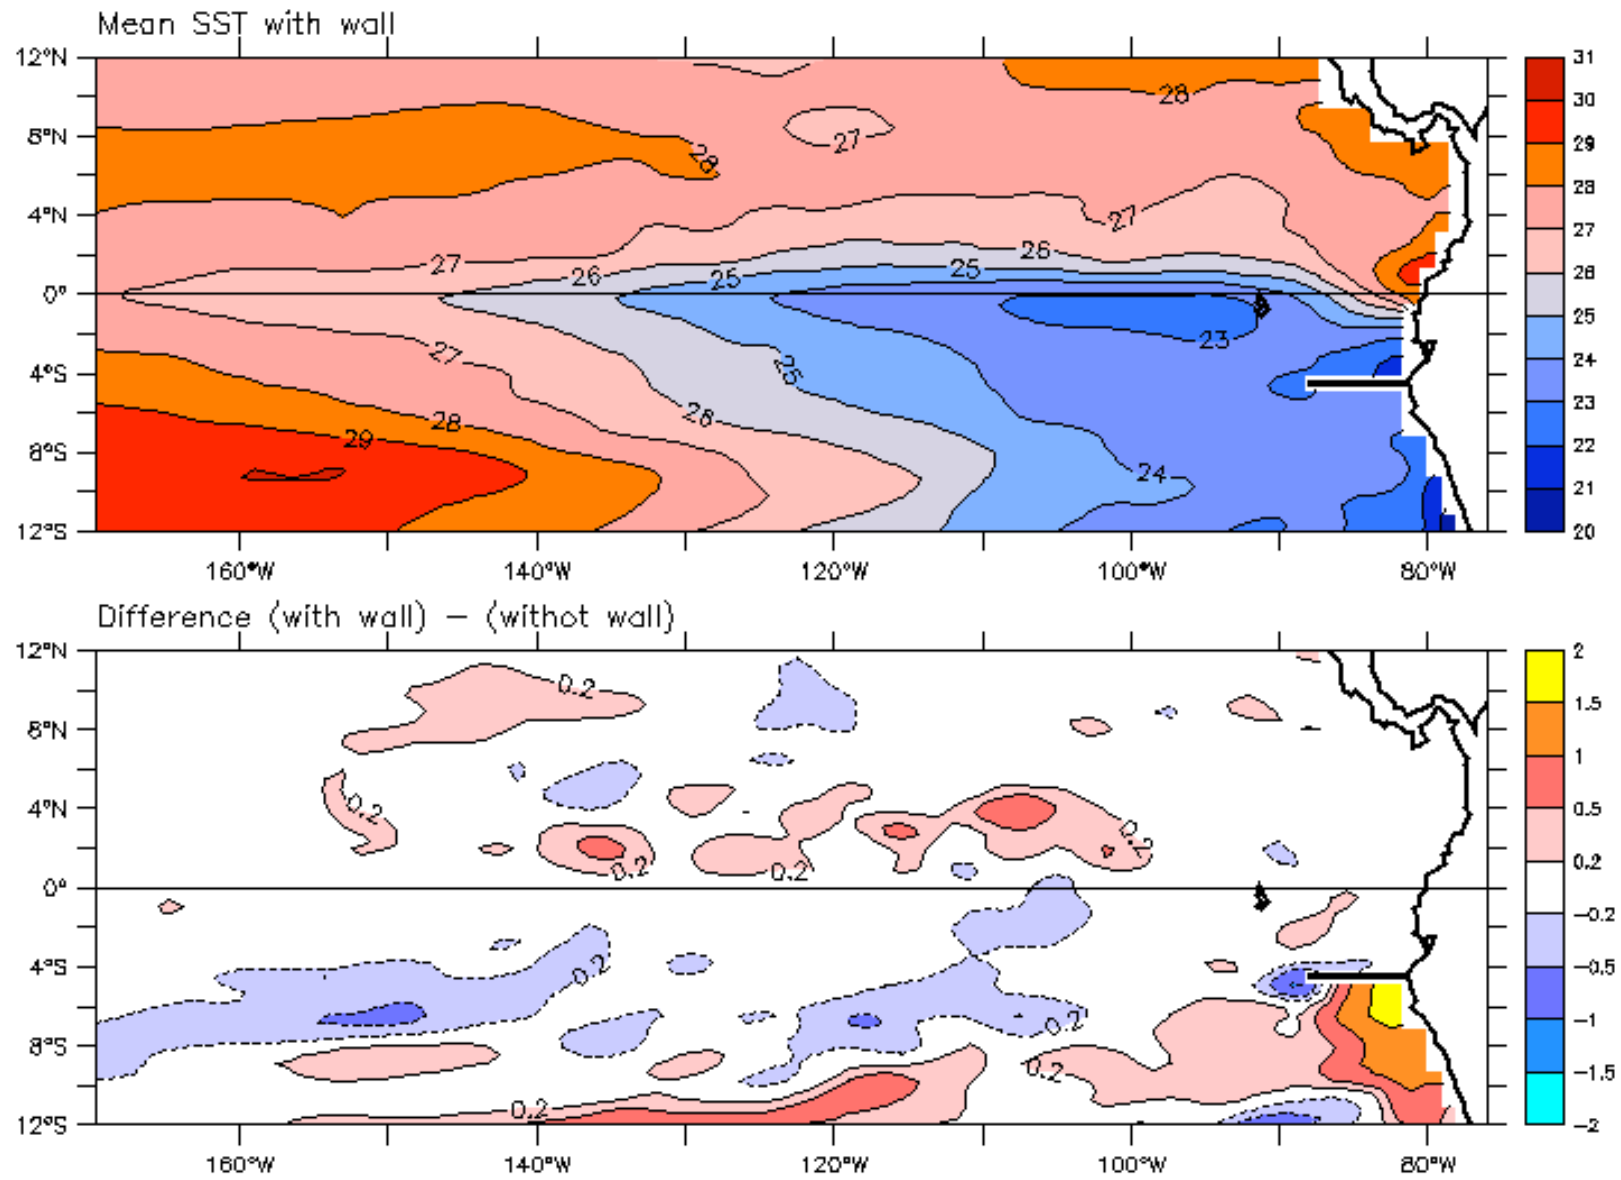 Mean SST with wall
12°N
8°N
4°N
0°
4°S
8°S
12°S
28
27
28
27
27
26
26
25
25
27
25
23
28
28
29
24
31
30
29
28
27
26
25
24
23
22
21
20
160°W
140°W
120°W
100°W
80°W
Difference (with wall) – (withot wall)
12°N
8°N
4°N
0°
4°S
8°S
12°S
0.2
0.2
0.2
0.2
0.2
0.2
0.2
0.2
0.2
2
1.5
1
0.5
0.2
−0.2
−0.5
−1
−1.5
−2
160°W
140°W
120°W
100°W
80°W